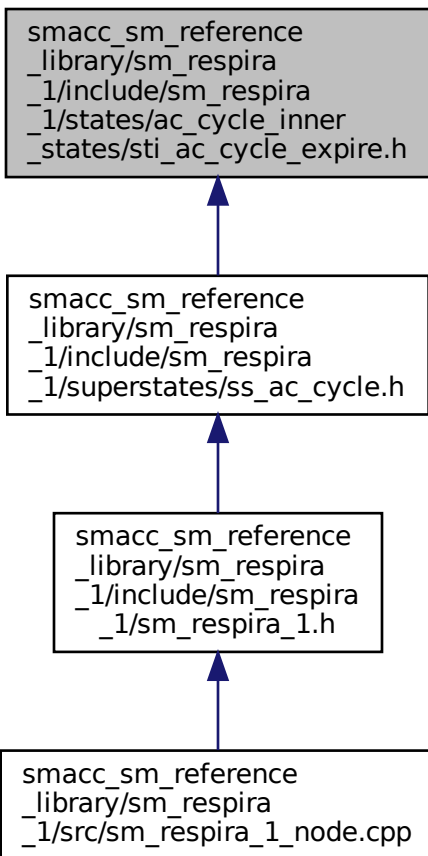 smacc_sm_reference
_library/sm_respira
_1/include/sm_respira
_1/states/ac_cycle_inner
_states/sti_ac_cycle_expire.h
smacc_sm_reference
_library/sm_respira
_1/include/sm_respira
_1/superstates/ss_ac_cycle.h
smacc_sm_reference
_library/sm_respira
_1/include/sm_respira
_1/sm_respira_1.h
smacc_sm_reference
_library/sm_respira
_1/src/sm_respira_1_node.cpp